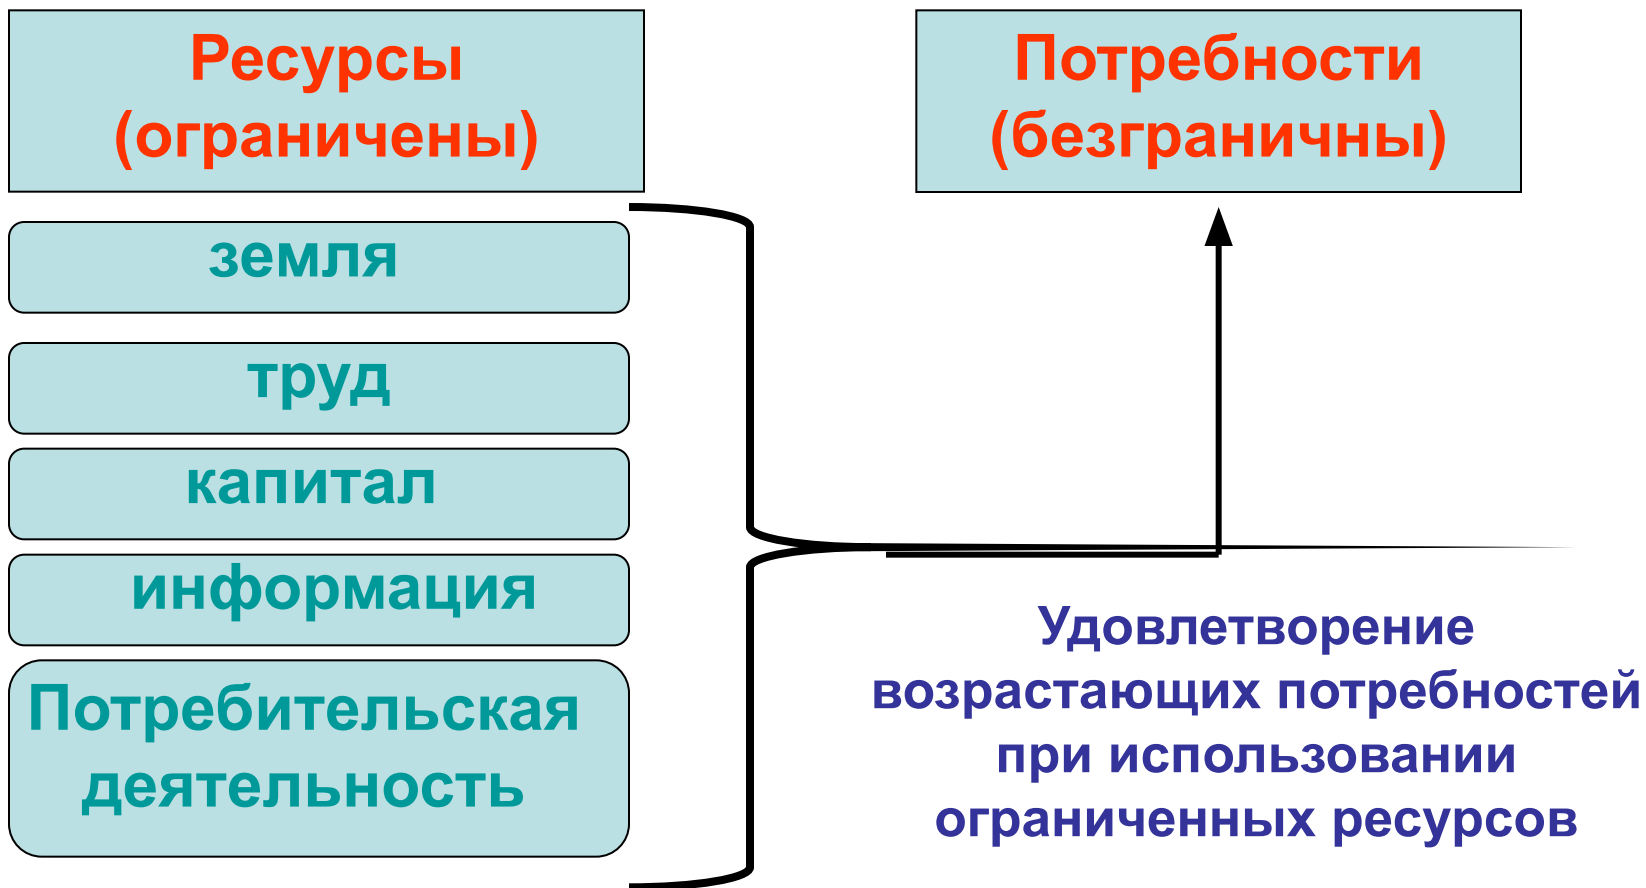 Ресурсы
(ограничены)
земля
труд
капитал
информация
Потребительская
деятельность
Потребности
(безграничны)
Удовлетворение
возрастающих потребностей
при использовании
ограниченных ресурсов